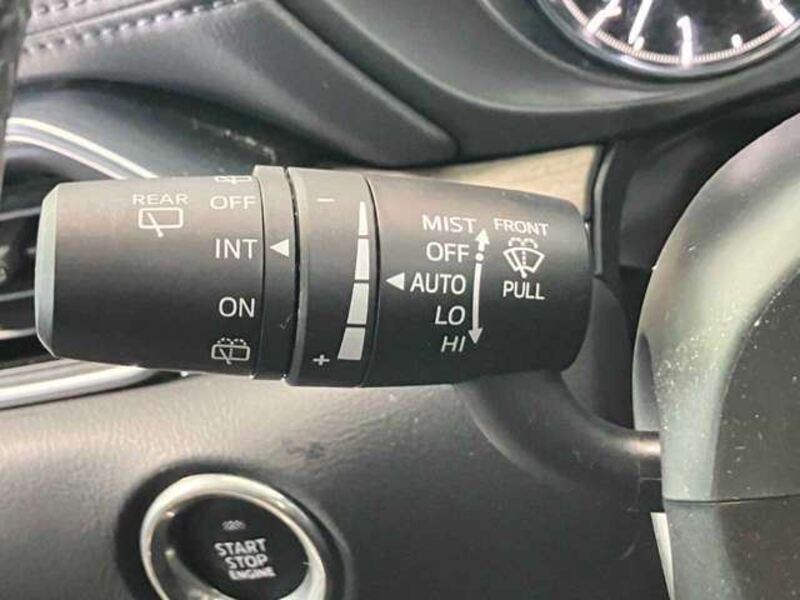 REAR
OFF
INT
ON
−
+
MIST
OFF
AUTO
LO
HI
FRONT
PULL
START
STOP
ENGINE